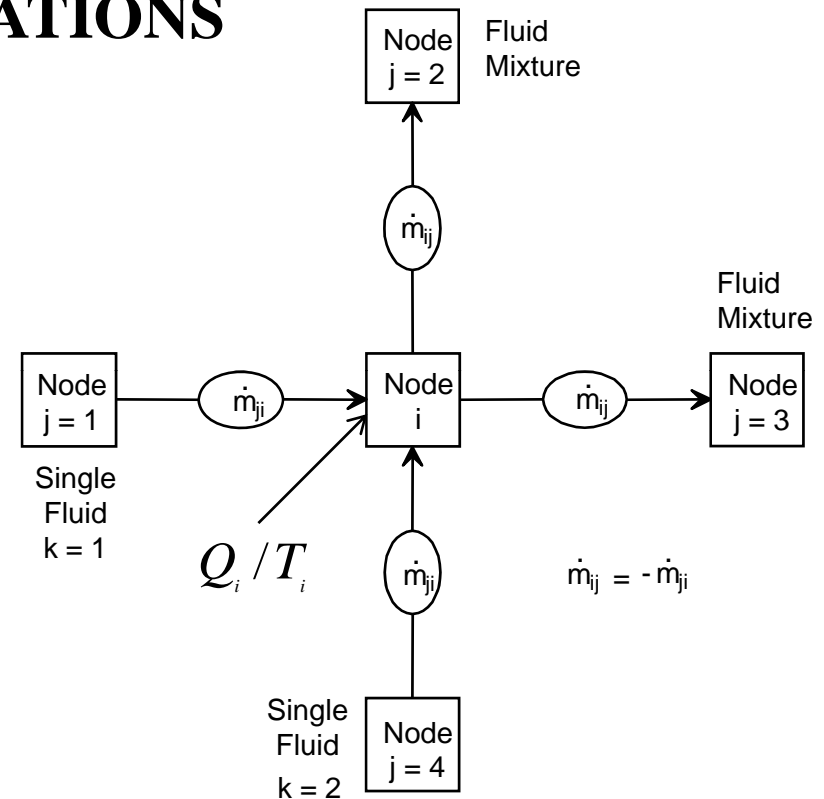 ATIONS
Node
j = 2
Fluid
Mixture
ṁij
Fluid
Mixture
Node
j = 1
ṁji
Node
i
ṁij
Node
j = 3
Single
Fluid
k = 1
Qi /Ti
ṁji
ṁij = - ṁji
Single
Fluid
k = 2
Node
j = 4